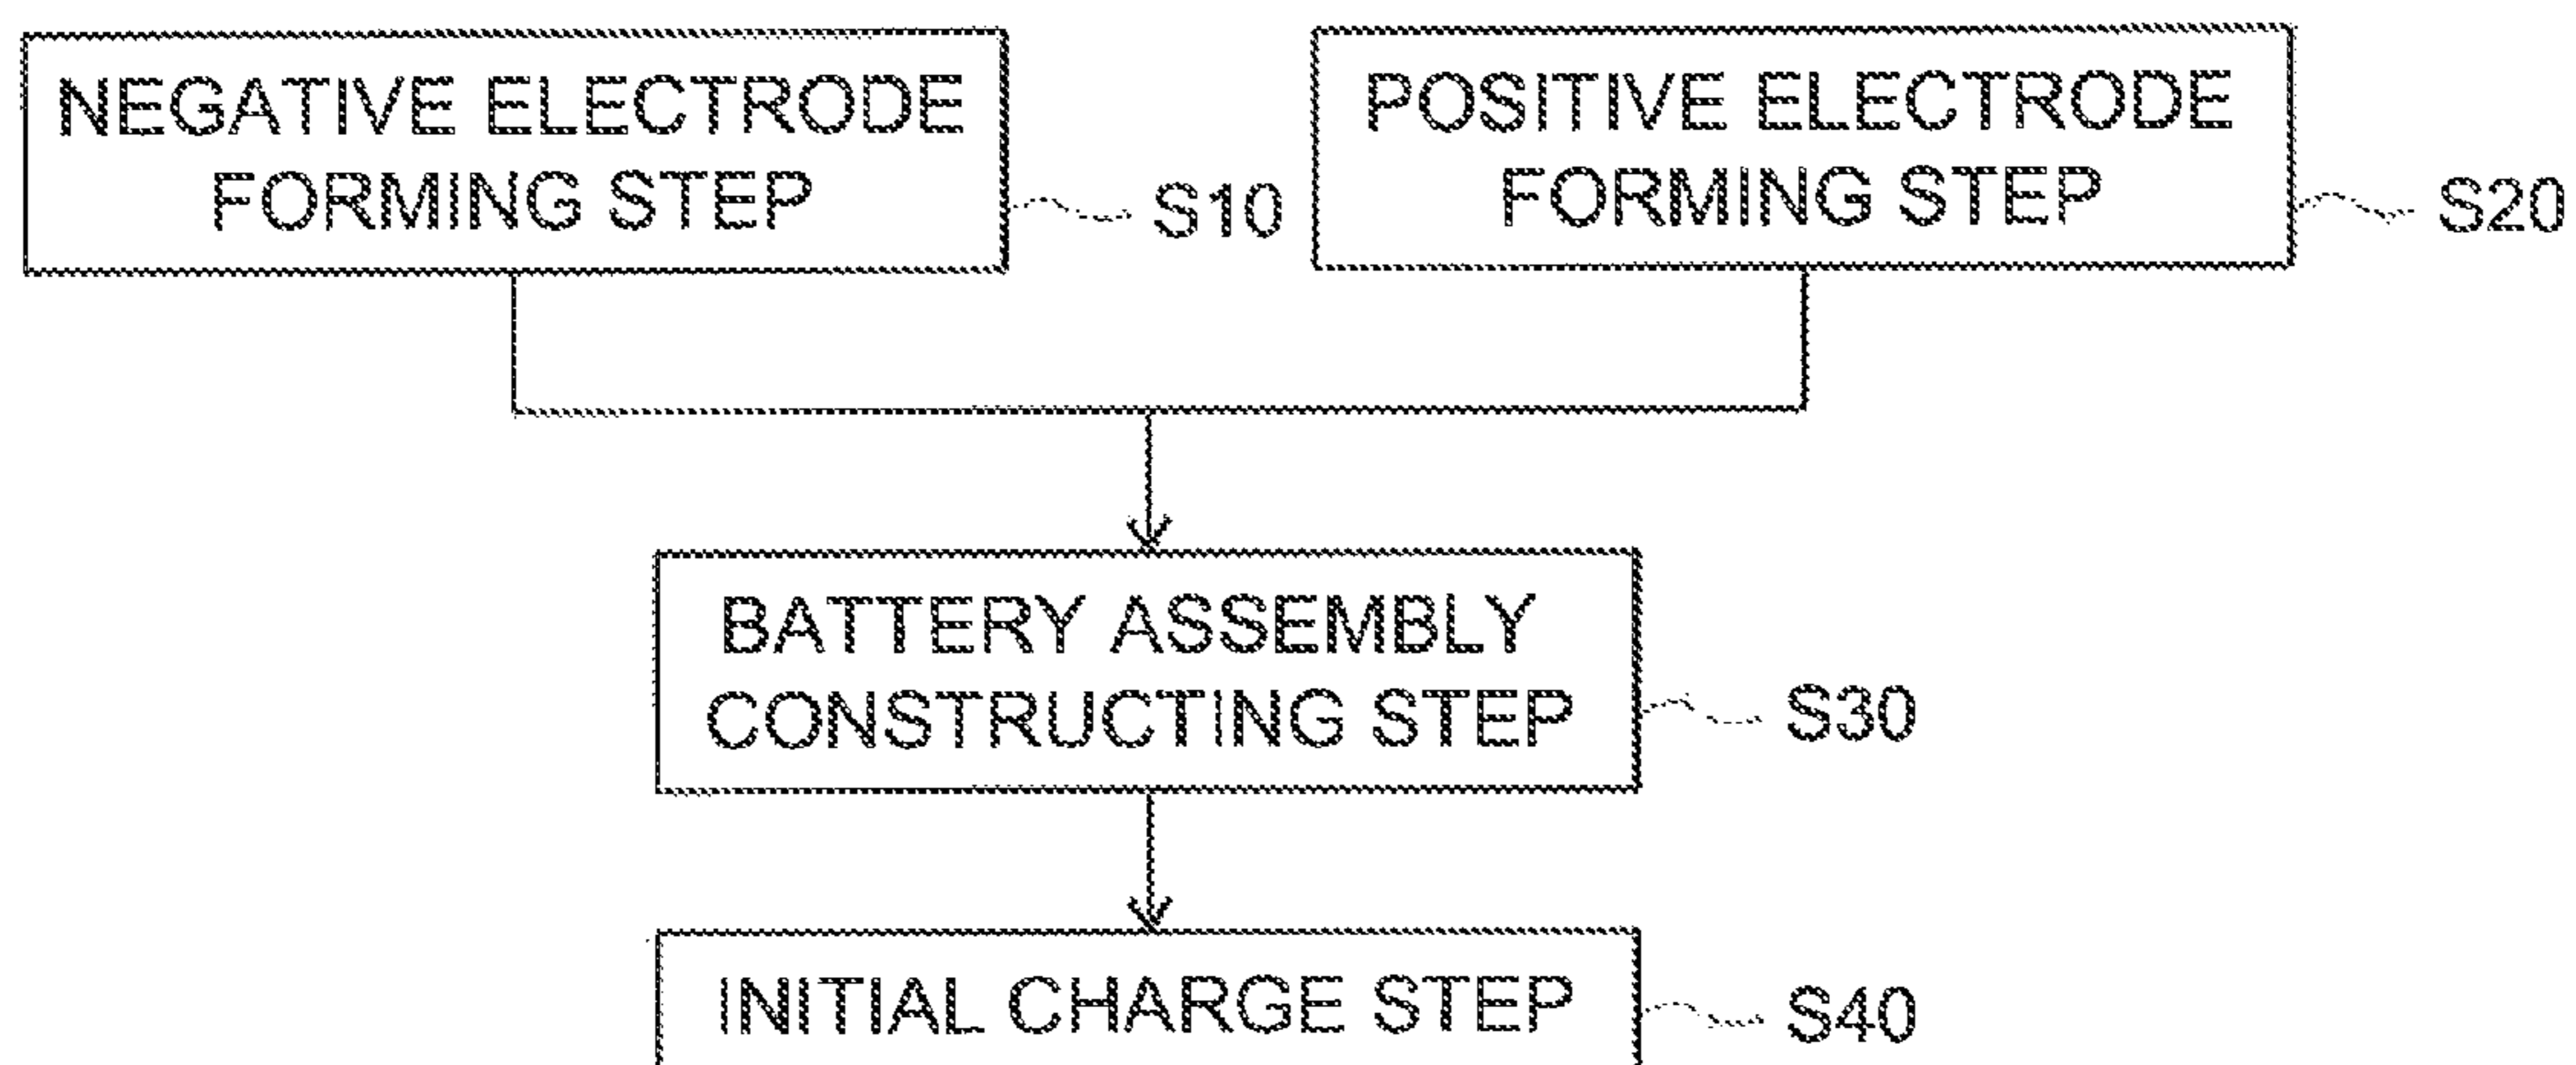 NEGATIVE ELECTRODE
FORMING STEP
S10
POSITIVE ELECTRODE
FORMING STEP
S20
BATTERY ASSEMBLY
CONSTRUCTING STEP
S30
INITIAL CHARGE STEP
S40